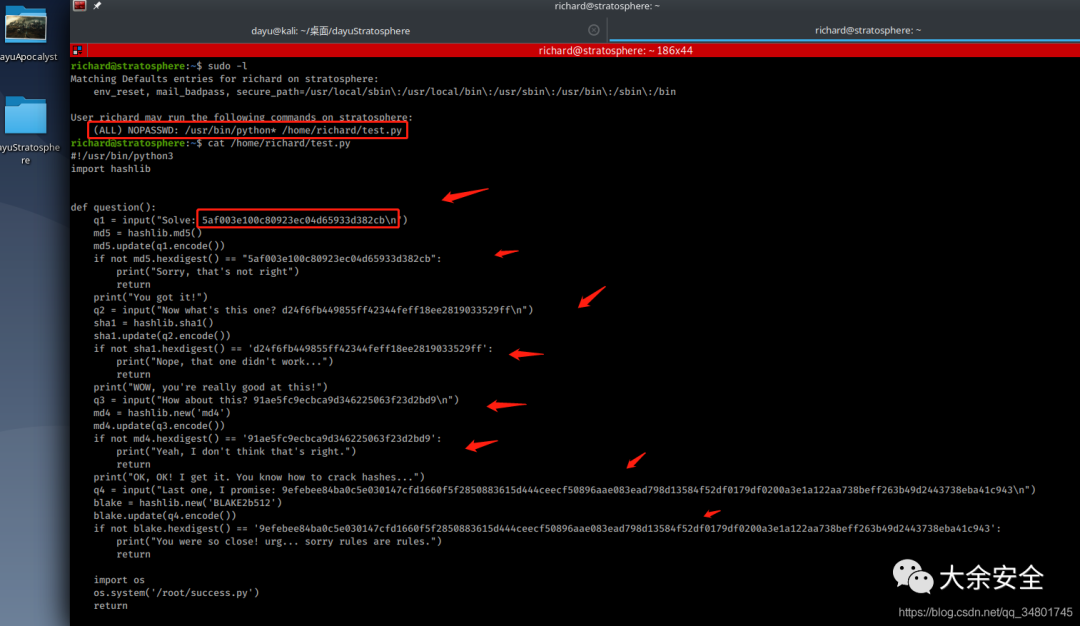 richard@stratosphere: ~
dayu@kali: ~/桌面/dayuStratosphere
richard@stratosphere: ~
richard@stratosphere: ~ 186x44
ayuApocalyst
ayuStratosphe
re
richard@stratosphere:~$ sudo -l
Matching Defaults entries for richard on stratosphere:
    env_reset, mail_badpass, secure_path=/usr/local/sbin\:/usr/local/bin\:/usr/sbin\:/usr/bin\:/sbin\:/bin
User richard may run the following commands on stratosphere:
    (ALL) NOPASSWD: /usr/bin/python* /home/richard/test.py
richard@stratosphere:~$ cat /home/richard/test.py
#!/usr/bin/python3
import hashlib
def question():
    q1 = input("Solve: 5af003e100c80923ec04d65933d382cb\n")
    md5 = hashlib.md5()
    md5.update(q1.encode())
    if not md5.hexdigest() == "5af003e100c80923ec04d65933d382cb":
        print("Sorry, that's not right")
        return
    print("You got it!")
    q2 = input("Now what's this one? d24f6fb449855ff42344feff18ee2819033529ff\n")
    sha1 = hashlib.sha1()
    sha1.update(q2.encode())
    if not sha1.hexdigest() == 'd24f6fb449855ff42344feff18ee2819033529ff':
        print("Nope, that one didn't work...")
        return
    print("WOW, you're really good at this!")
    q3 = input("How about this? 91ae5fc9ecbca9d346225063f23d2bd9\n")
    md4 = hashlib.new('md4')
    md4.update(q3.encode())
    if not md4.hexdigest() == '91ae5fc9ecbca9d346225063f23d2bd9':
        print("Yeah, I don't think that's right.")
        return
    print("OK, OK! I get it. You know how to crack hashes...")
    q4 = input("Last one, I promise: 9efebee84ba0c5e030147cfd1660f5f2850883615d444ceecf50896aae083ead798d13584f52df0179df0200a3e1a122aa738beff263b49d2443738eba41c943\n")
    blake = hashlib.new('BLAKE2b512')
    blake.update(q4.encode())
    if not blake.hexdigest() == '9efebee84ba0c5e030147cfd1660f5f2850883615d444ceecf50896aae083ead798d13584f52df0179df0200a3e1a122aa738beff263b49d2443738eba41c943':
        print("You were so close! urg... sorry rules are rules.")
        return
    import os
    os.system('/root/success.py')
    return
大余安全
https://blog.csdn.net/qq_34801745